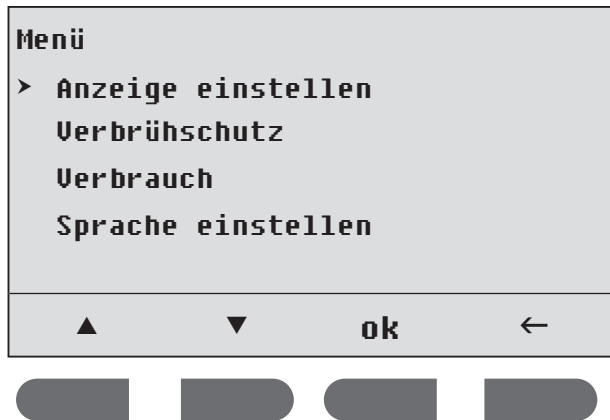 Menü
➤ Anzeige einstellen
Verbrühschutz
Verbrauch
Sprache einstellen
▲ ▼ ok ←